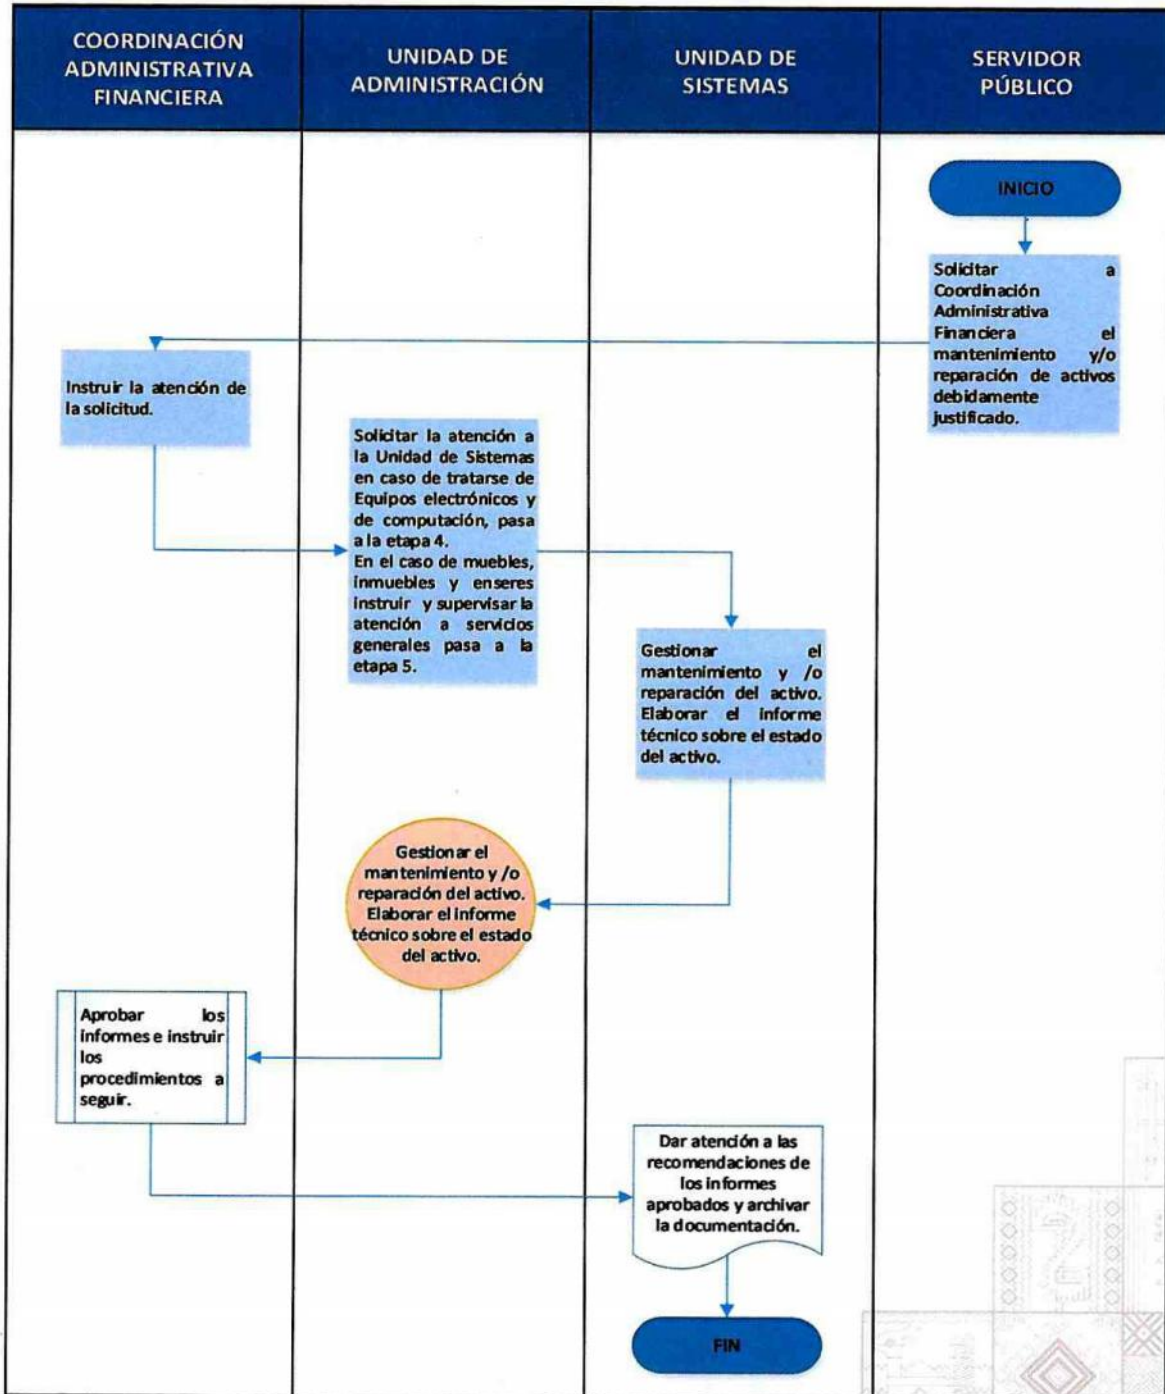 COORDINACIÓN
ADMINISTRATIVA
FINANCIERA
UNIDAD DE
ADMINISTRACIÓN
UNIDAD DE
SISTEMAS
SERVIDOR
PÚBLICO
INICIO
Solicitar a
Coordinación
Administrativa
Financiera el
mantenimiento y/o
reparación de activos
debidamente
justificado.
Instruir la atención de
la solicitud.
Solicitar la atención a
la Unidad de Sistemas
en caso de tratarse de
Equipos electrónicos y
de computación, pasa
a la etapa 4.
En el caso de muebles,
inmuebles y enseres
instruir y supervisar la
atención a servicios
generales pasa a la
etapa 5.
Gestionar el
mantenimiento y /o
reparación del activo.
Elaborar el informe
técnico sobre el estado
del activo.
Gestionar el
mantenimiento y /o
reparación del activo.
Elaborar el informe
técnico sobre el estado
del activo.
Aprobar los
informes e instruir
los
procedimientos a
seguir.
Dar atención a las
recomendaciones de
los informes
aprobados y archivar
la documentación.
FIN